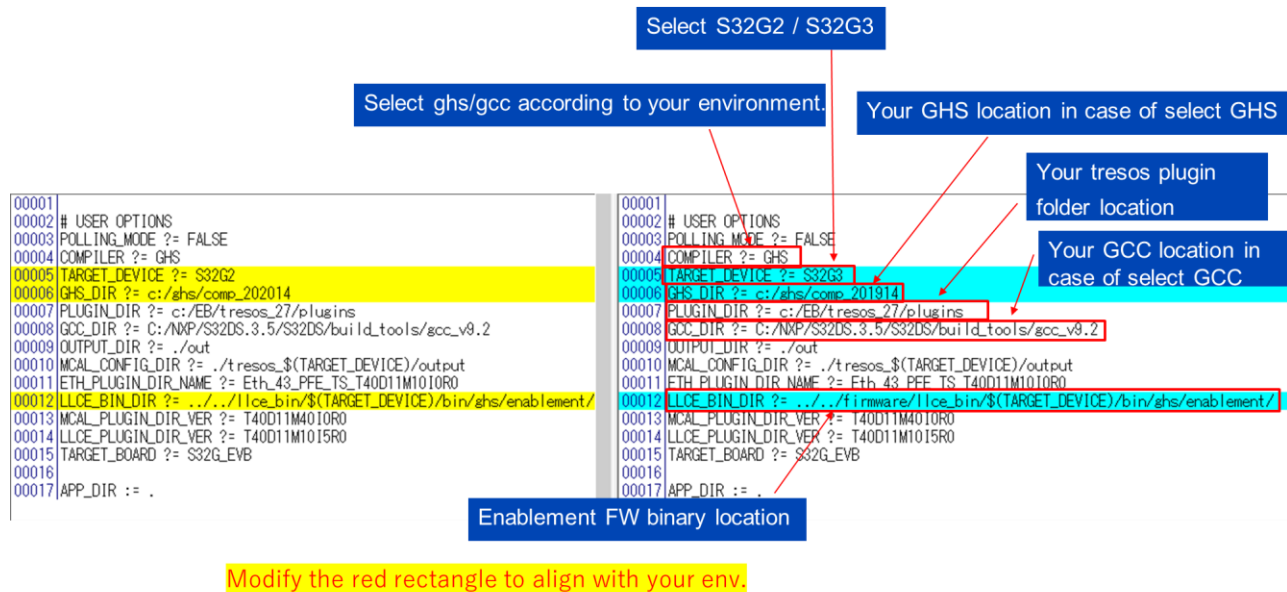 Select S32G2 / S32G3
Select ghs/gcc according to your environment.
Your GHS location in case of select GHS
Your tresos plugin
folder location
Your GCC location in
case of select GCC
00001
00002 # USER OPTIONS
00003 POLLING_MODE ?= FALSE
00004 COMPILER ?= GHS
00005 TARGET_DEVICE ?= S32G2
00006 GHS_DIR ?= c:/ghs/comp_202014
00007 PLUGIN_DIR ?= c:/EB/tresos_27/plugins
00008 GCC_DIR ?= C:/NXP/S32DS.3.5/S32DS/build_tools/gcc_v9.2
00009 OUTPUT_DIR ?= ./out
00010 MCAL_CONFIG_DIR ?= ./tresos_$(TARGET_DEVICE)/output
00011 ETH_PLUGIN_DIR_NAME ?= Eth_43_PFE_TS_T40D11M10I0R0
00012 LLCE_BIN_DIR ?= ../../llce_bin/$(TARGET_DEVICE)/bin/ghs/enablement/
00013 MCAL_PLUGIN_DIR_VER ?= T40D11M40I0R0
00014 LLCE_PLUGIN_DIR_VER ?= T40D11M10I5R0
00015 TARGET_BOARD ?= S32G_EVB
00016
00017 APP_DIR := .
00001
00002 # USER OPTIONS
00003 POLLING_MODE ?= FALSE
00004 COMPILER ?= GHS
00005 TARGET_DEVICE ?= S32G3
00006 GHS_DIR ?= c:/ghs/comp_201914
00007 PLUGIN_DIR ?= c:/EB/tresos_27/plugins
00008 GCC_DIR ?= C:/NXP/S32DS.3.5/S32DS/build_tools/gcc_v9.2
00009 OUTPUT_DIR ?= ./out
00010 MCAL_CONFIG_DIR ?= ./tresos_$(TARGET_DEVICE)/output
00011 ETH_PLUGIN_DIR_NAME ?= Eth_43_PFE_TS_T40D11M10I0R0
00012 LLCE_BIN_DIR ?= ../../firmware/llce_bin/$(TARGET_DEVICE)/bin/ghs/enablement/
00013 MCAL_PLUGIN_DIR_VER ?= T40D11M40I0R0
00014 LLCE_PLUGIN_DIR_VER ?= T40D11M10I5R0
00015 TARGET_BOARD ?= S32G_EVB
00016
00017 APP_DIR := .
Enablement FW binary location
Modify the red rectangle to align with your env.